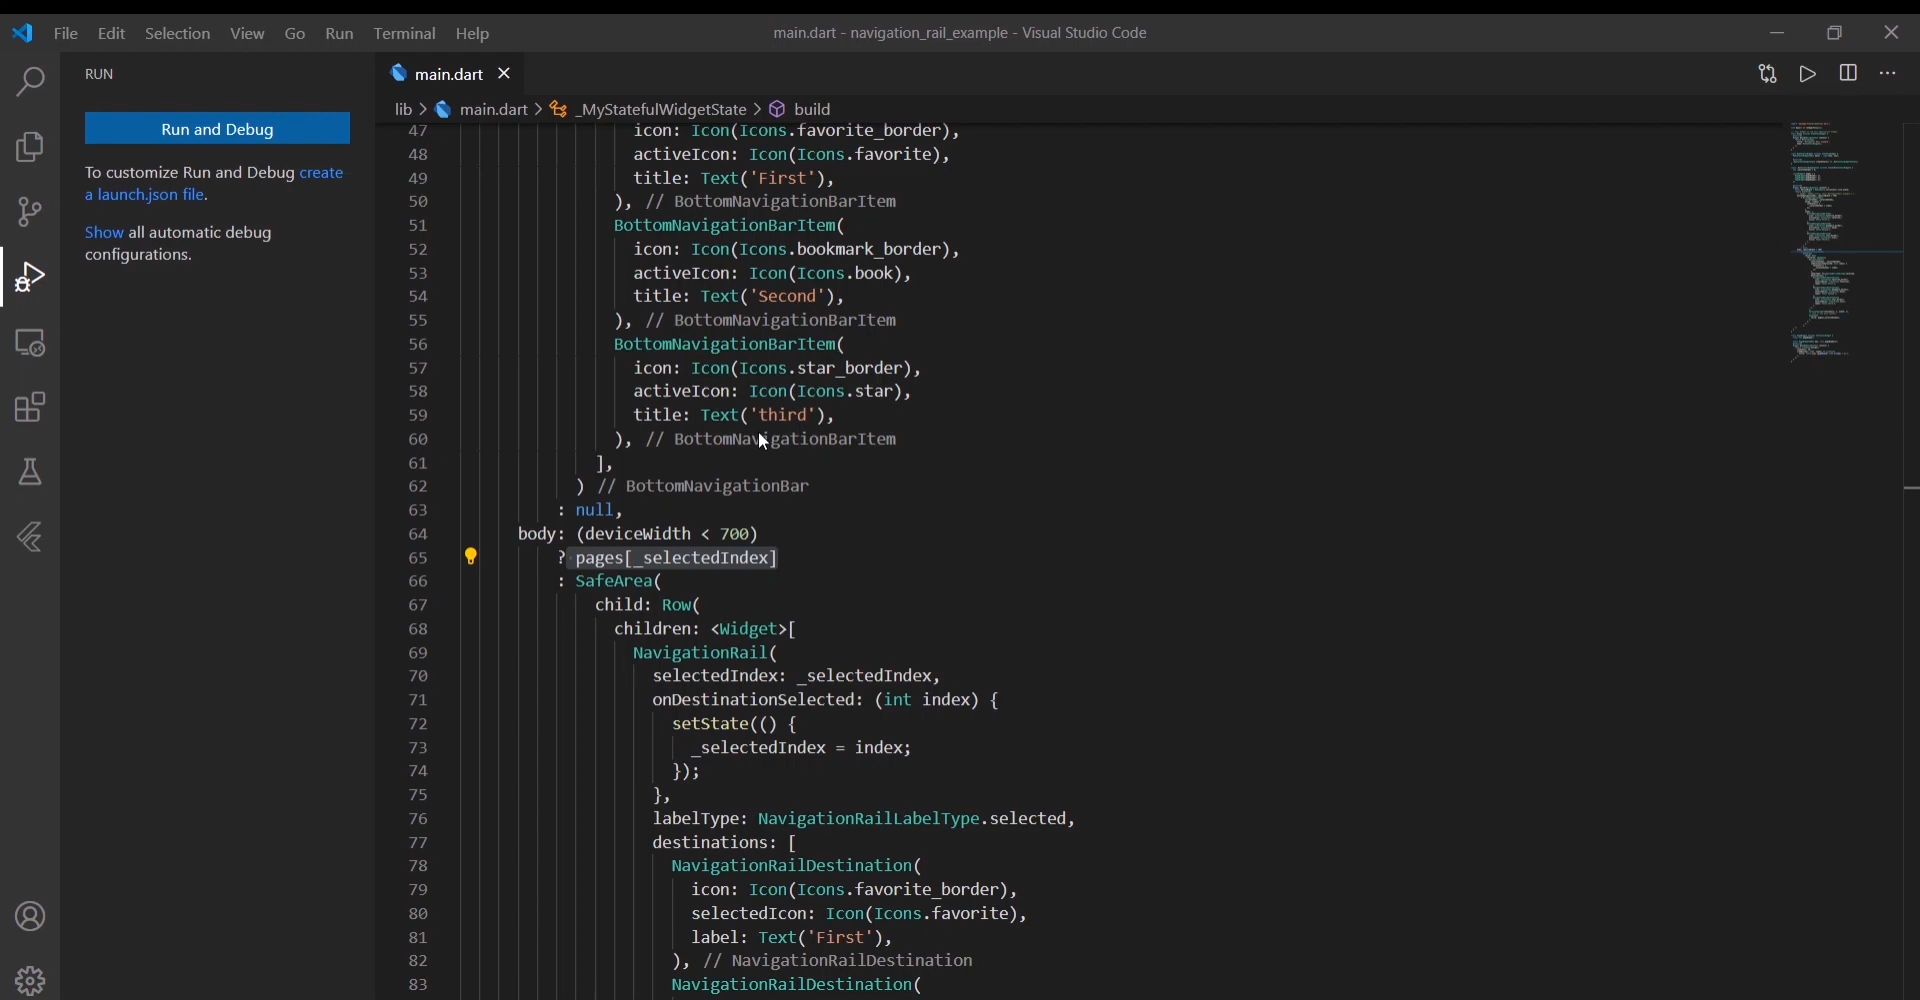 File Edit Selection View Go Run Terminal Help
main.dart - navigation_rail_example - Visual Studio Code
RUN
Run and Debug
To customize Run and Debug create
a launch.json file.
Show all automatic debug
configurations.
main.dart
lib > main.dart > _MyStatefulWidgetState > build
47 icon: Icon(Icons.favorite_border),
48 activeIcon: Icon(Icons.favorite),
49 title: Text('First'),
50 ), // BottomNavigationBarItem
51 BottomNavigationBarItem(
52 icon: Icon(Icons.bookmark_border),
53 activeIcon: Icon(Icons.book),
54 title: Text('Second'),
55 ), // BottomNavigationBarItem
56 BottomNavigationBarItem(
57 icon: Icon(Icons.star_border),
58 activeIcon: Icon(Icons.star),
59 title: Text('third'),
60 ), // BottomNavigationBarItem
61 ],
62 ) // BottomNavigationBar
63 : null,
64 body: (deviceWidth < 700)
65 ? pages[_selectedIndex]
66 : SafeArea(
67 child: Row(
68 children: <Widget>[
69 NavigationRail(
70 selectedIndex: _selectedIndex,
71 onDestinationSelected: (int index) {
72 setState(() {
73 _selectedIndex = index;
74 });
75 },
76 labelType: NavigationRailLabelType.selected,
77 destinations: [
78 NavigationRailDestination(
79 icon: Icon(Icons.favorite_border),
80 selectedIcon: Icon(Icons.favorite),
81 label: Text('First'),
82 ), // NavigationRailDestination
83 NavigationRailDestination(